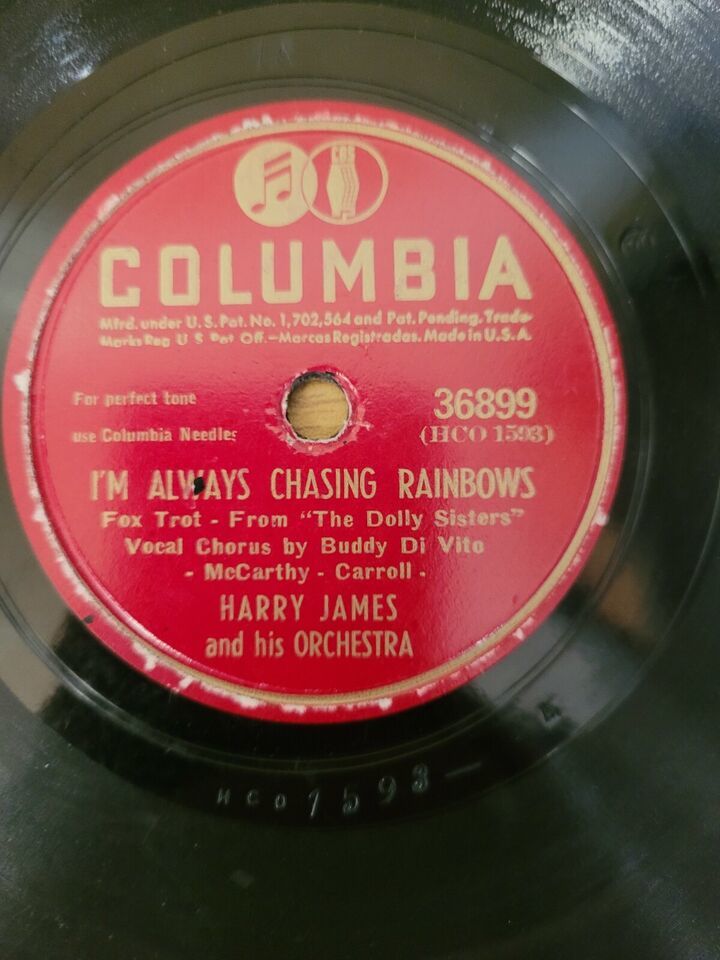 CBS
COLUMBIA
Mfrd. under U.S. Pat. No. 1,702,564 and Pat. Pending. Trade
Marks Reg. U S Pat Off.—Marcas Registradas. Made in U.S.A.
For perfect tone
use Columbia Needles
36899
(HCO 1593)
I'M ALWAYS CHASING RAINBOWS
Fox Trot - From "The Dolly Sisters"
Vocal Chorus by Buddy Di Vito
- McCarthy - Carroll -
HARRY JAMES
and his ORCHESTRA
4
HCO 1593 —